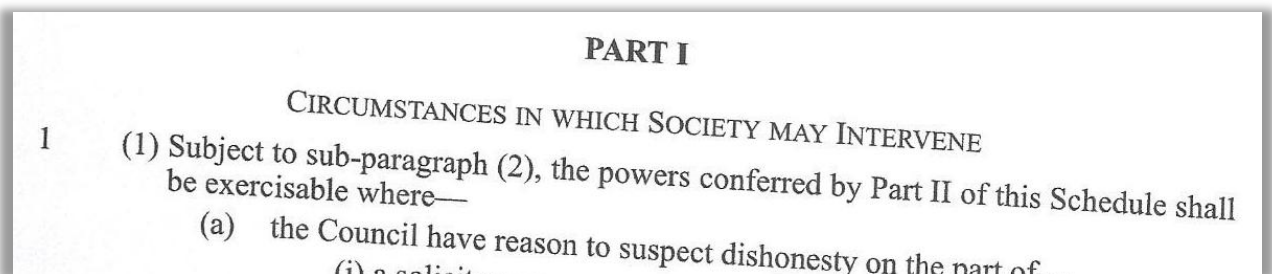 PART I
CIRCUMSTANCES IN WHICH SOCIETY MAY INTERVENE
1 (1) Subject to sub-paragraph (2), the powers conferred by Part II of this Schedule shall
be exercisable where—
(a) the Council have reason to suspect dishonesty on the part of
(i) a